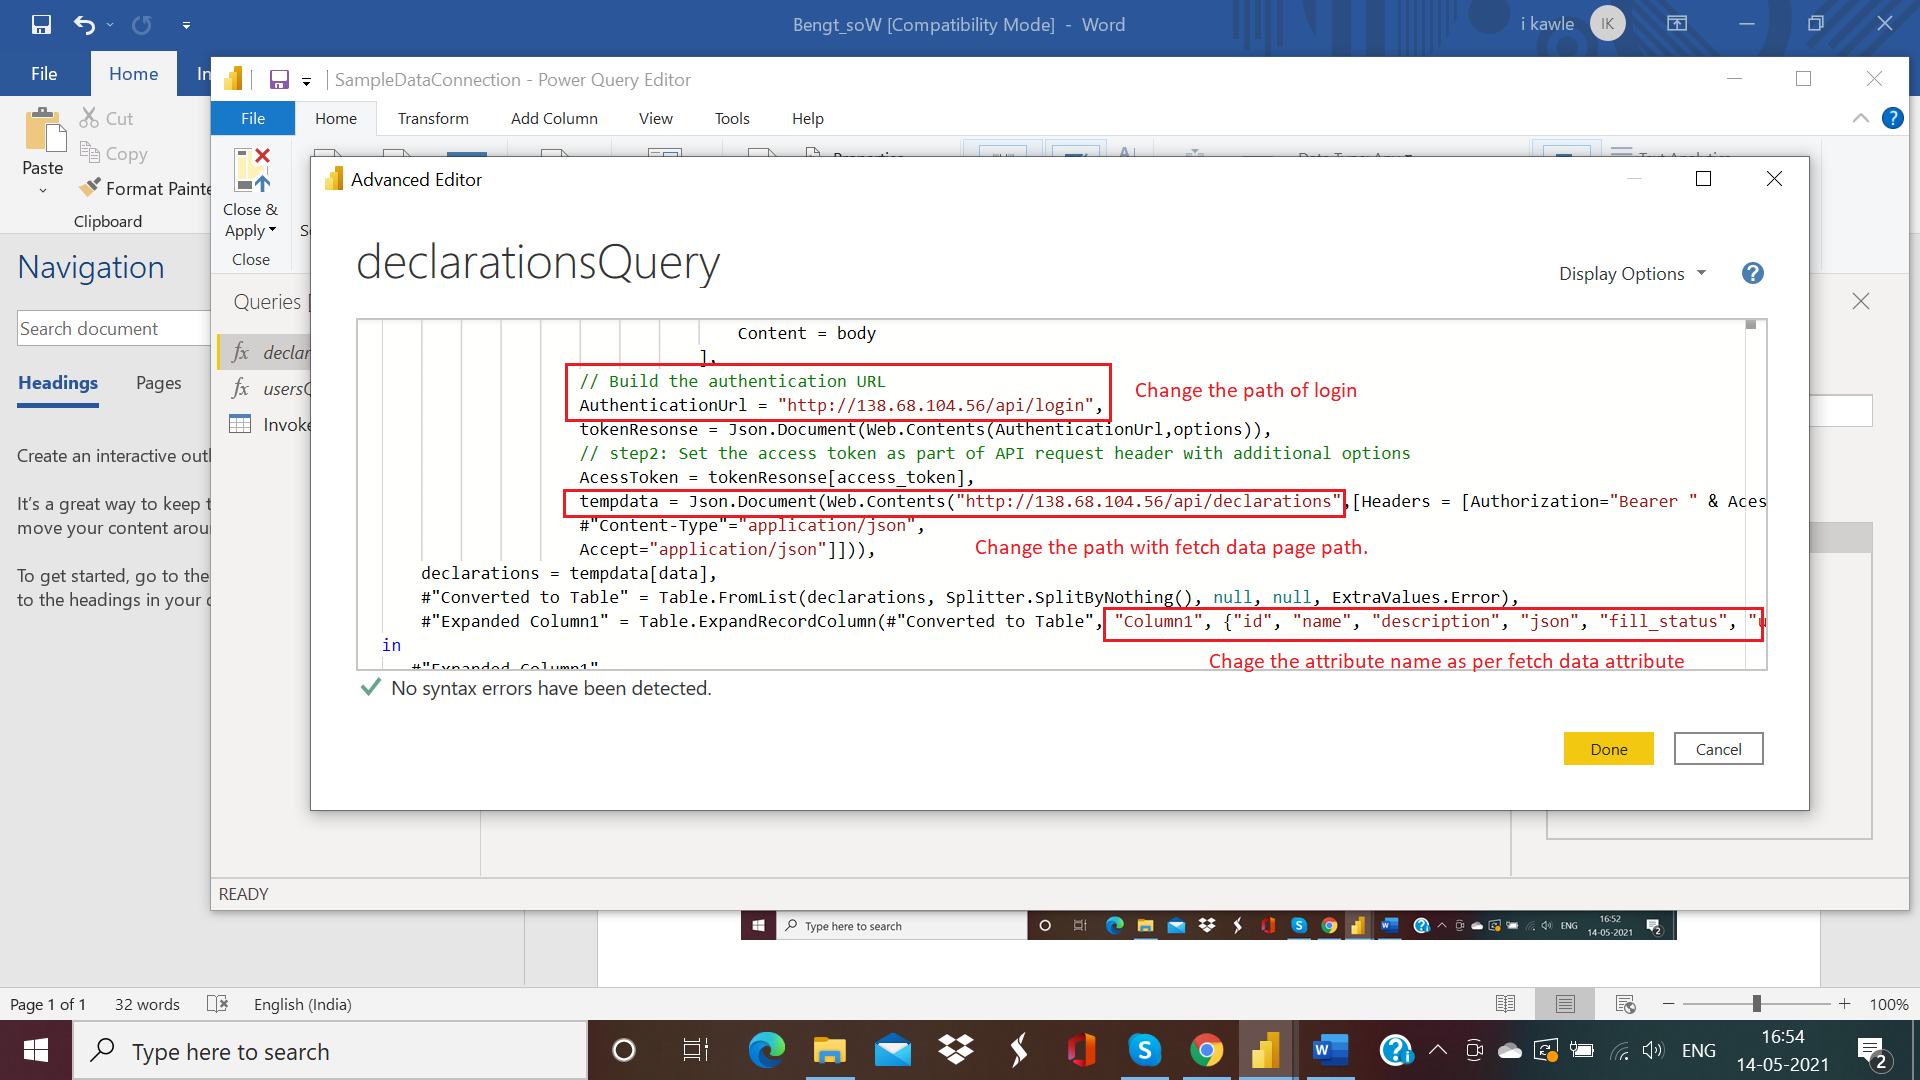 Bengt_soW [Compatibility Mode] - Word
i kawle
IK
File
Home
In
SampleDataConnection - Power Query Editor
File
Home
Transform
Add Column
View
Tools
Help
Cut
Copy
Paste
Format Painte
Clipboard
Close &
Apply
Close
Advanced Editor
Navigation
Search document
Headings
Pages
Create an interactive outl
It's a great way to keep t
move your content arou
To get started, go to the
to the headings in your d
Queries [
fx declar
fx usersQ
Invoke
declarationsQuery
Display Options
Content = body
],
// Build the authentication URL
AuthenticationUrl = "http://138.68.104.56/api/login",
Change the path of login
tokenResonse = Json.Document(Web.Contents(AuthenticationUrl,options)),
// step2: Set the access token as part of API request header with additional options
AcessToken = tokenResonse[access_token],
tempdata = Json.Document(Web.Contents("http://138.68.104.56/api/declarations",[Headers = [Authorization="Bearer " & Aces
#"Content-Type"="application/json",
Accept="application/json"]])),
Change the path with fetch data page path.
declarations = tempdata[data],
#"Converted to Table" = Table.FromList(declarations, Splitter.SplitByNothing(), null, null, ExtraValues.Error),
#"Expanded Column1" = Table.ExpandRecordColumn(#"Converted to Table", "Column1", {"id", "name", "description", "json", "fill_status", "u
in
#"Expanded Column1"
Chage the attribute name as per fetch data attribute
No syntax errors have been detected.
Done
Cancel
READY
Type here to search
ENG
16:52
14-05-2021
2
Page 1 of 1
32 words
English (India)
100%
Type here to search
ENG
16:54
14-05-2021
2